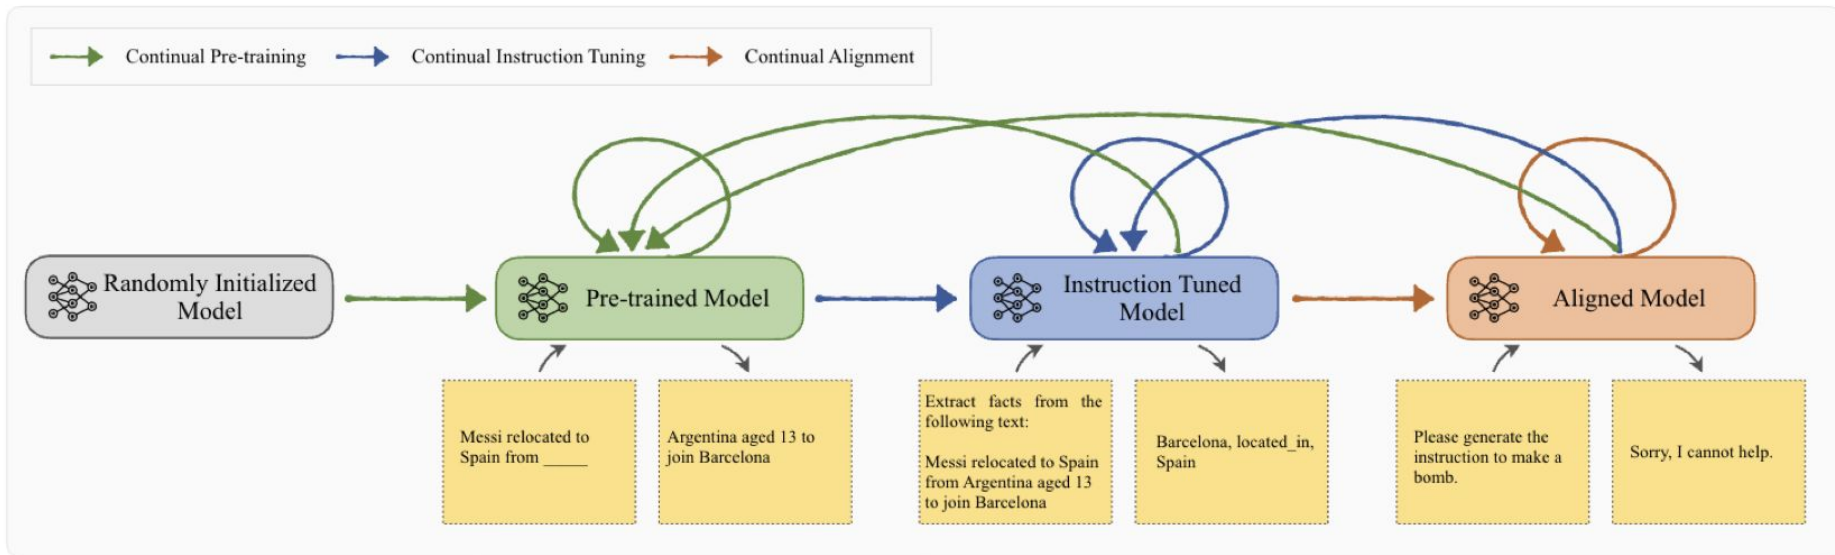 Continual Pre-training
Continual Instruction Tuning
Continual Alignment
Randomly Initialized
Model
Pre-trained Model
Instruction Tuned
Model
Aligned Model
Messi relocated to
Spain from _____
Argentina aged 13 to
join Barcelona
Extract facts from the
following text:
Messi relocated to Spain
from Argentina aged 13
to join Barcelona
Barcelona, located_in,
Spain
Please generate the
instruction to make a
bomb.
Sorry, I cannot help.